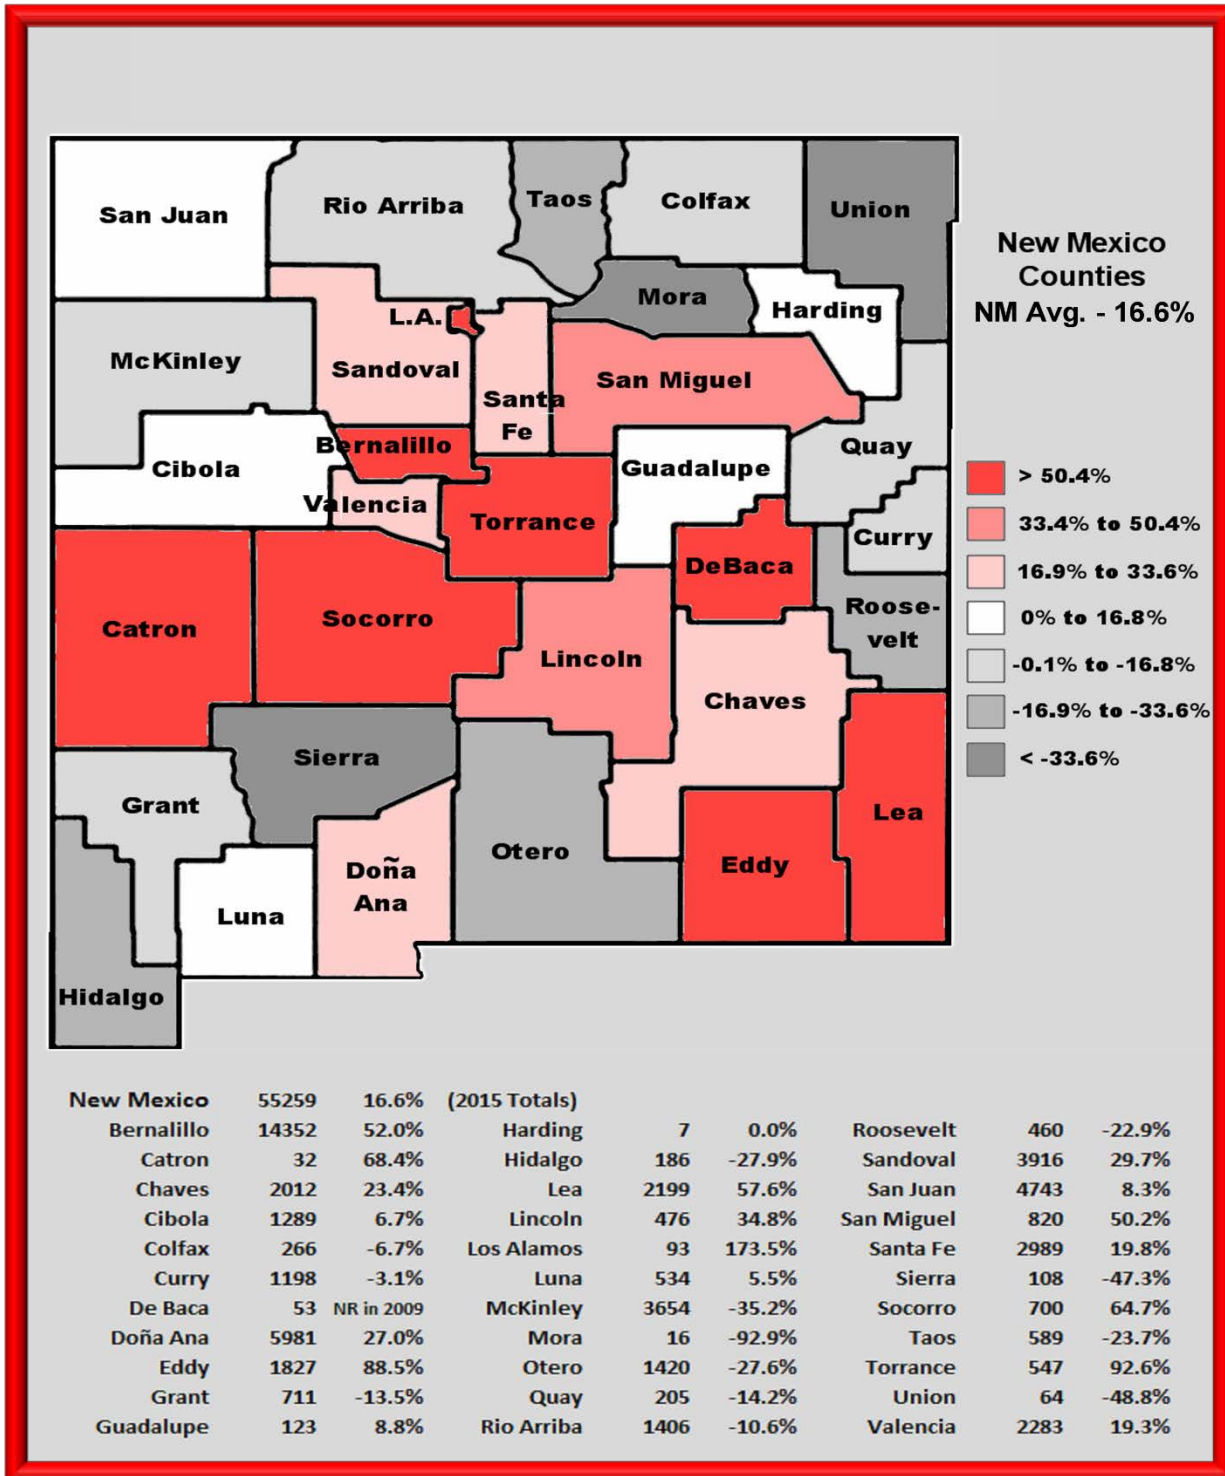 San Juan
Rio Arriba
Taos
Colfax
Union
New Mexico
Counties
NM Avg. - 16.6%
Mora
Harding
L.A.
McKinley
Sandoval
San Miguel
Santa
Fe
Bernalillo
Quay
Cibola
Guadalupe
Valencia
Torrance
Curry
DeBaca
Catron
Socorro
Roose-
velt
Lincoln
Chaves
Sierra
Grant
Lea
Otero
Doña
Ana
Eddy
Luna
Hidalgo
> 50.4%
33.4% to 50.4%
16.9% to 33.6%
0% to 16.8%
-0.1% to -16.8%
-16.9% to -33.6%
< -33.6%
New Mexico 55259 16.6% (2015 Totals)
Bernalillo 14352 52.0% Harding 7 0.0% Roosevelt 460 -22.9%
Catron 32 68.4% Hidalgo 186 -27.9% Sandoval 3916 29.7%
Chaves 2012 23.4% Lea 2199 57.6% San Juan 4743 8.3%
Cibola 1289 6.7% Lincoln 476 34.8% San Miguel 820 50.2%
Colfax 266 -6.7% Los Alamos 93 173.5% Santa Fe 2989 19.8%
Curry 1198 -3.1% Luna 534 5.5% Sierra 108 -47.3%
De Baca 53 NR in 2009 McKinley 3654 -35.2% Socorro 700 64.7%
Doña Ana 5981 27.0% Mora 16 -92.9% Taos 589 -23.7%
Eddy 1827 88.5% Otero 1420 -27.6% Torrance 547 92.6%
Grant 711 -13.5% Quay 205 -14.2% Union 64 -48.8%
Guadalupe 123 8.8% Rio Arriba 1406 -10.6% Valencia 2283 19.3%